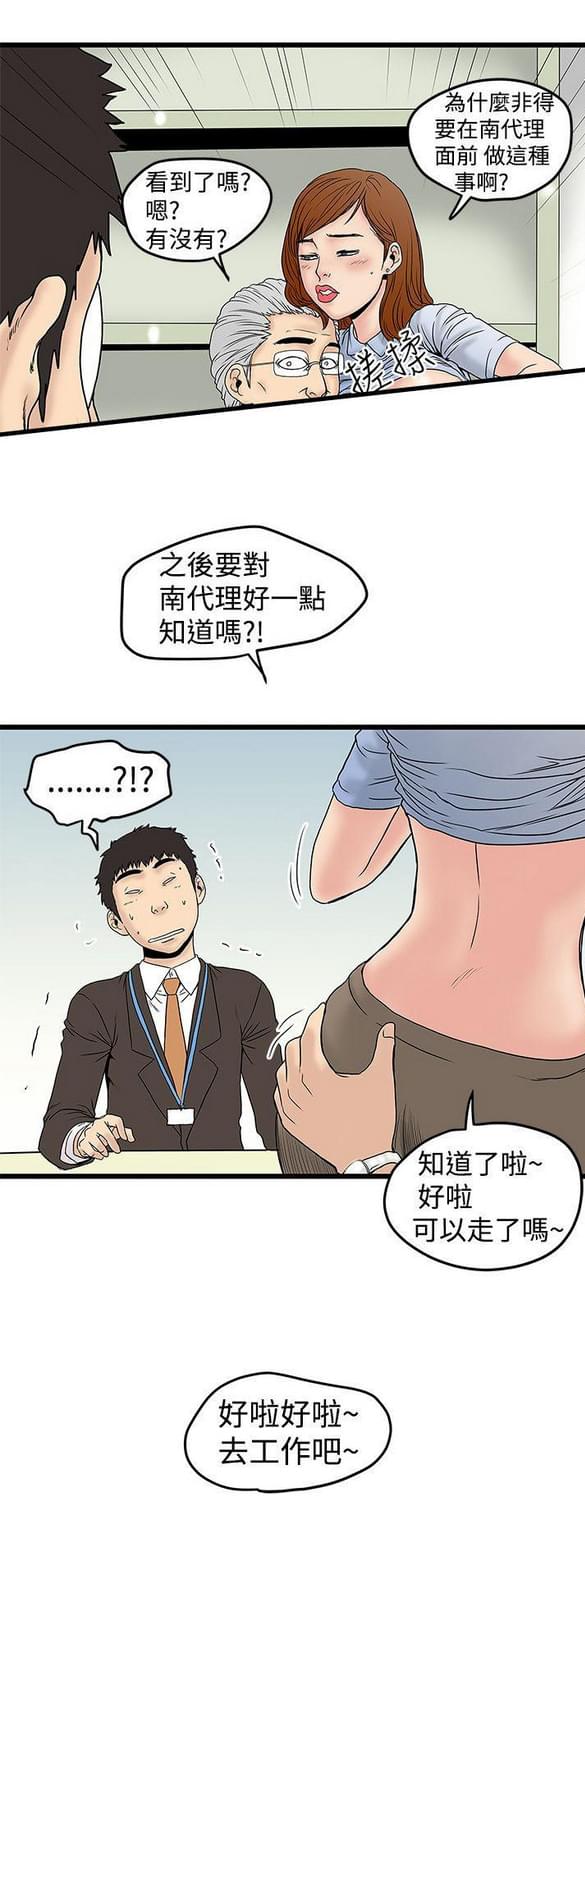 為什麼非得
要在南代理
面前 做這種
事啊?
看到了嗎?
嗯?
有沒有?
搓揉
之後要對
南代理好一點
知道嗎?!
.......?!?
知道了啦~
好啦
可以走了嗎~
好啦好啦~
去工作吧~